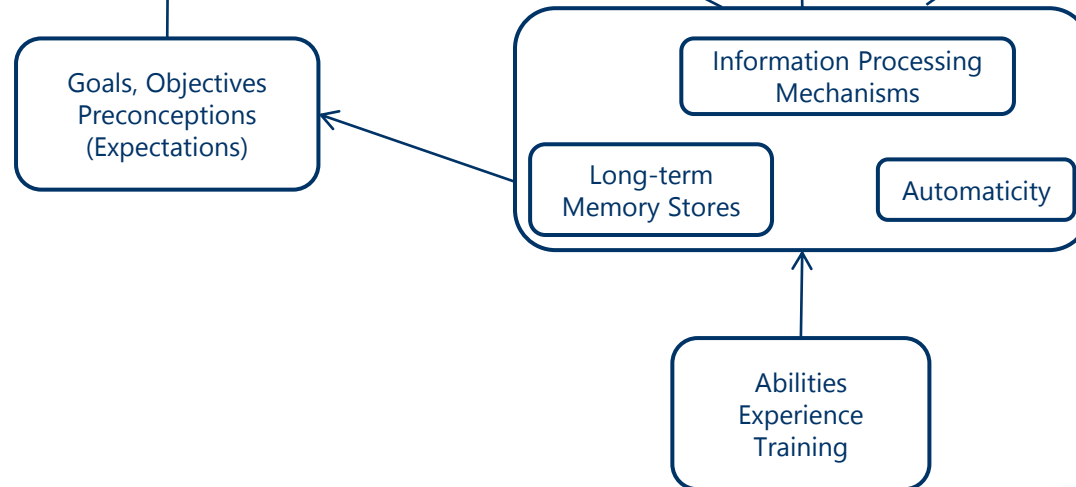 Goals, Objectives
Preconceptions
(Expectations)
Information Processing
Mechanisms
Long-term
Memory Stores
Automaticity
Abilities
Experience
Training